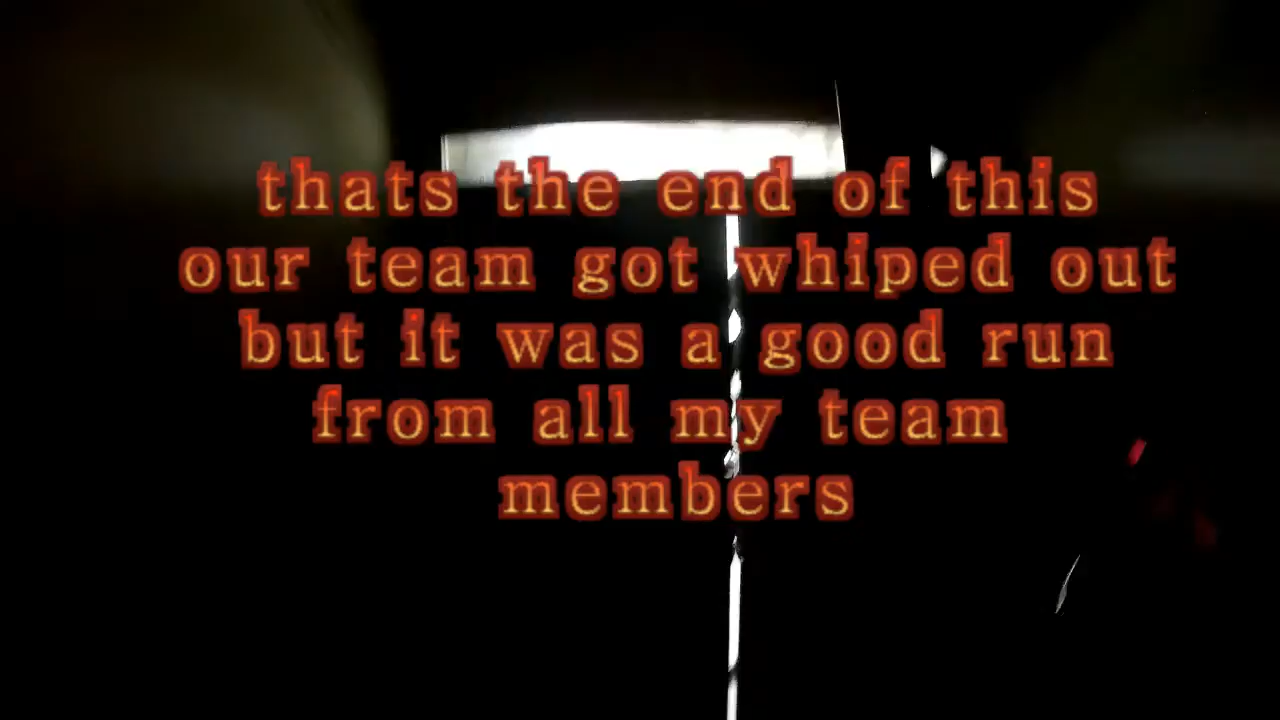 thats the end of this
our team got whiped out
but it was a good run
from all my team
members